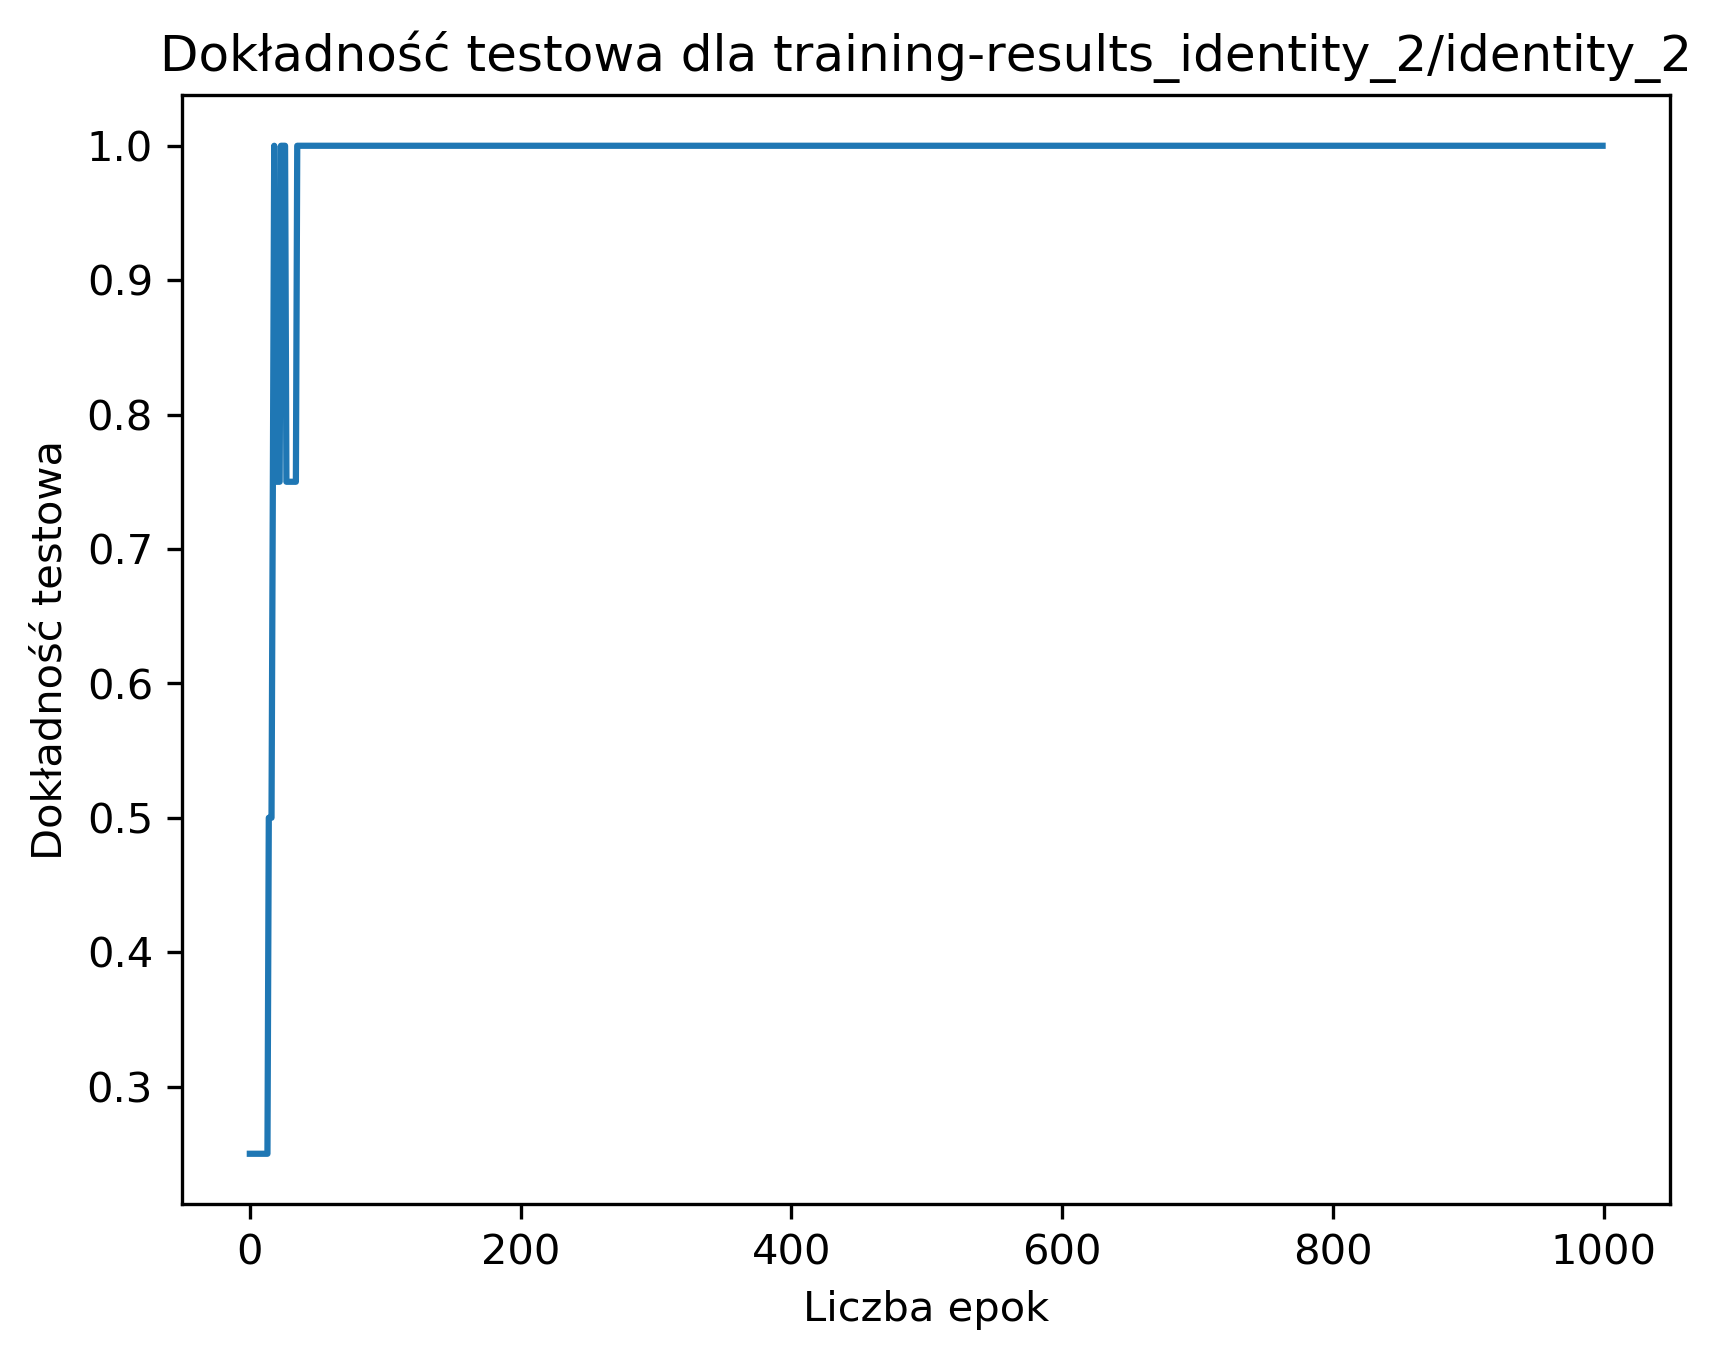 Dokładność testowa dla training-results_identity_2/identity_2
Dokładność testowa
1.0
0.9
0.8
0.7
0.6
0.5
0.4
0.3
0 200 400 600 800 1000
Liczba epok